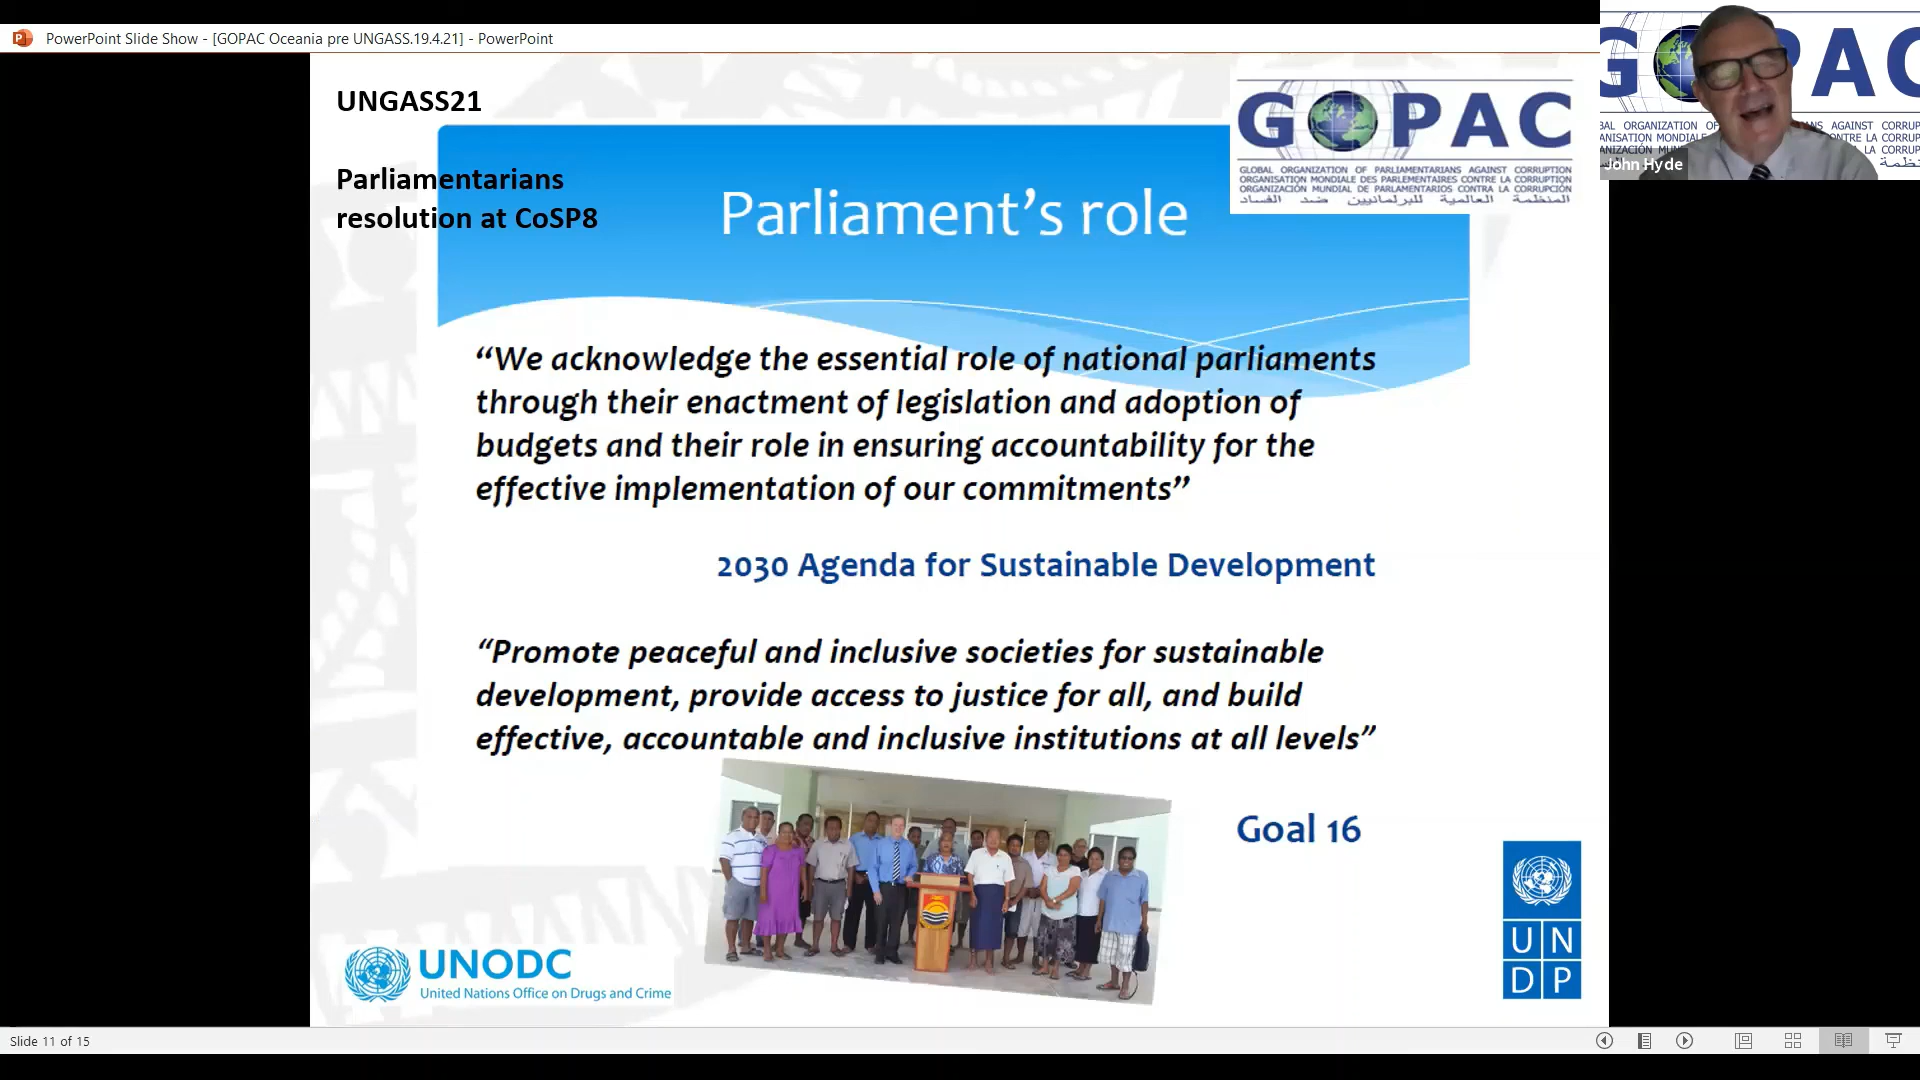 PowerPoint Slide Show - [GOPAC Oceania pre UNGASS.19.4.21] - PowerPoint
UNGASS21
Parliamentarians
resolution at CoSP8
Parliament's role
GOPAC
GLOBAL ORGANIZATION OF PARLIAMENTARIANS AGAINST CORRUPTION
ORGANISATION MONDIALE DES PARLEMENTAIRES CONTRE LA CORRUPTION
ORGANIZACIÓN MUNDIAL DE PARLAMENTARIOS CONTRA LA CORRUPCIÓN
المنظمة العالمية للبرلمانيين ضد الفساد
“We acknowledge the essential role of national parliaments
through their enactment of legislation and adoption of
budgets and their role in ensuring accountability for the
effective implementation of our commitments”
2030 Agenda for Sustainable Development
“Promote peaceful and inclusive societies for sustainable
development, provide access to justice for all, and build
effective, accountable and inclusive institutions at all levels”
Goal 16
UNODC
United Nations Office on Drugs and Crime
UN
DP
G PAC
John Hyde
Slide 11 of 15